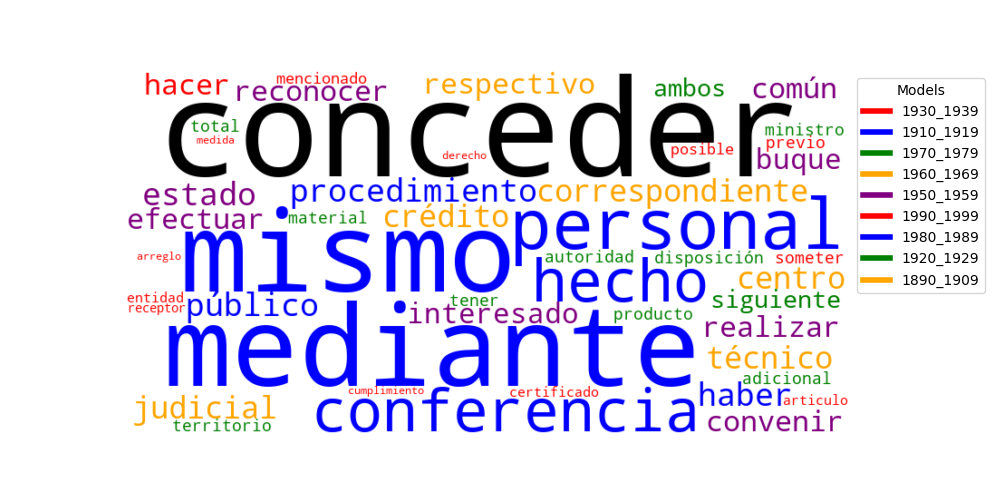 hacer
mencionado
reconocer
respectivo
ambos
común
conceder
total
medida
derecho
posible
ministro
previo
buque
estado
procedimiento
correspondiente
efectuar
material
crédito
personal
mismo
arreglo
autoridad
disposición
someter
hecho
centro
entidad
receptor
público
tener
interesado
producto
siguiente
realizar
mediante
técnico
adicional
cumplimiento
certificado
haber
articulo
judicial
territorio
conferencia
convenir
Models
1930_1939
1910_1919
1970_1979
1960_1969
1950_1959
1990_1999
1980_1989
1920_1929
1890_1909